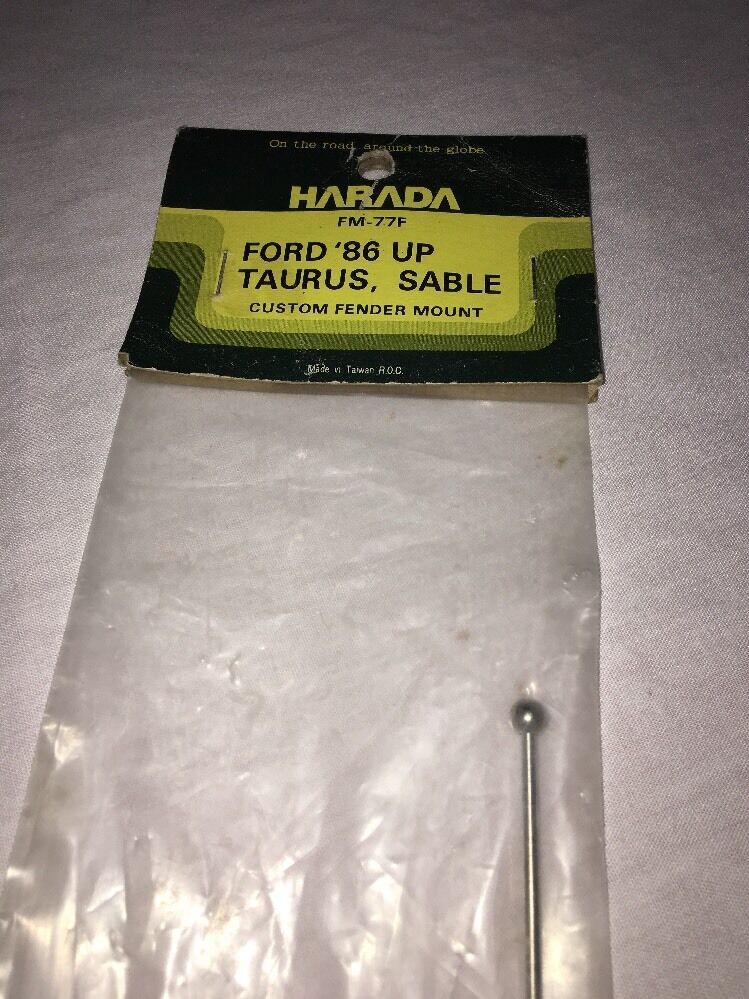 On the road around the globe
HARADA
FM-77F
FORD '86 UP
TAURUS, SABLE
CUSTOM FENDER MOUNT
Made in Taiwan R.O.C.